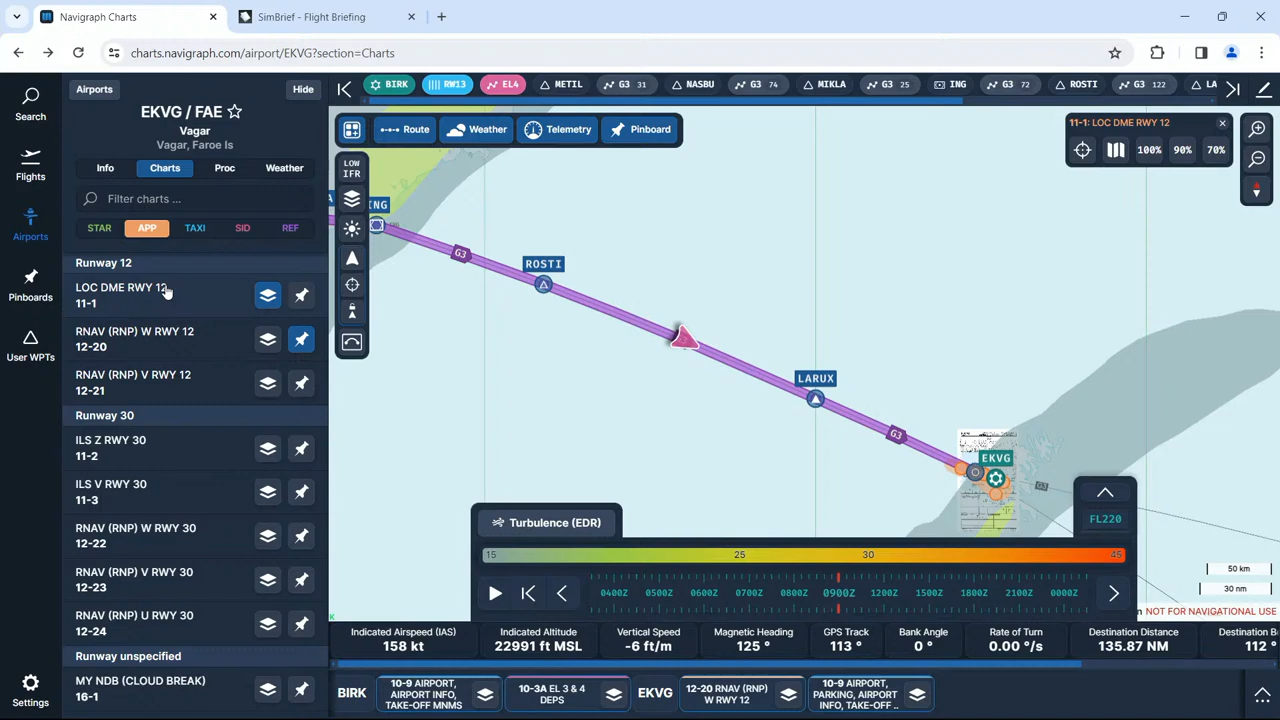 Navigraph Charts
SimBrief - Flight Briefing
charts.navigraph.com/airport/EKVG?section=Charts
Search
Flights
Airports
Pinboards
User WPTs
Settings
Airports
Hide
EKVG / FAE
Vagar
Vagar, Faroe Is
Info
Charts
Proc
Weather
Filter charts ...
STAR
APP
TAXI
SID
REF
Runway 12
LOC DME RWY 12
11-1
RNAV (RNP) W RWY 12
12-20
RNAV (RNP) V RWY 12
12-21
Runway 30
ILS Z RWY 30
11-2
ILS V RWY 30
11-3
RNAV (RNP) W RWY 30
12-22
RNAV (RNP) V RWY 30
12-23
RNAV (RNP) U RWY 30
12-24
Runway unspecified
MY NDB (CLOUD BREAK)
16-1
BIRK
RW13
EL4
METIL
G3 31
NASBU
G3 74
MIKLA
G3 25
ING
G3 72
ROSTI
G3 122
LA
Route
Weather
Telemetry
Pinboard
LOW
IFR
11-1: LOC DME RWY 12
100%
90%
70%
ING
G3
ROSTI
LARUX
G3
EKVG
G3
FL220
Turbulence (EDR)
15
25
30
45
0400Z 0500Z 0600Z 0700Z 0800Z 0900Z 1200Z 1500Z 1800Z 2100Z 0000Z
50 km
30 nm
NOT FOR NAVIGATIONAL USE
Indicated Airspeed (IAS)
158 kt
Indicated Altitude
22991 ft MSL
Vertical Speed
-6 ft/m
Magnetic Heading
125 °
GPS Track
113 °
Bank Angle
0 °
Rate of Turn
0.00 °/s
Destination Distance
135.87 NM
Destination B
112 °
BIRK
10-9 AIRPORT,
AIRPORT INFO,
TAKE-OFF MNMS
10-3A EL 3 & 4
DEPS
EKVG
12-20 RNAV (RNP)
W RWY 12
10-9 AIRPORT,
PARKING, AIRPORT
INFO, TAKE-OFF ..